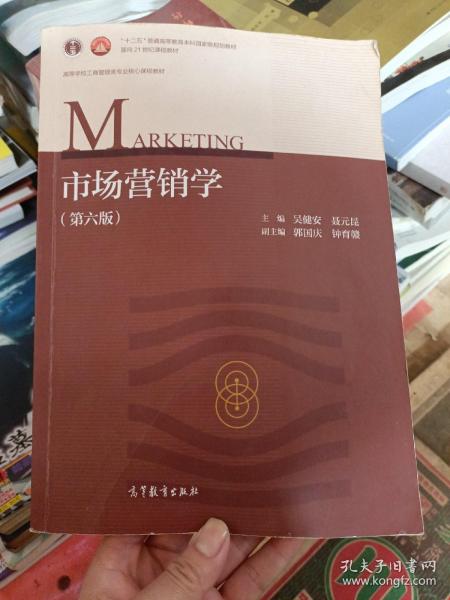 "十二五"普通高等教育本科国家级规划教材
面向21世纪课程教材
高等学校工商管理类专业核心课程教材
MARKETING
市场营销学
(第六版)
主编 吴健安 聂元昆
副主编 郭国庆 钟育赣
高等教育出版社
孔夫子旧书网
kongfz.com